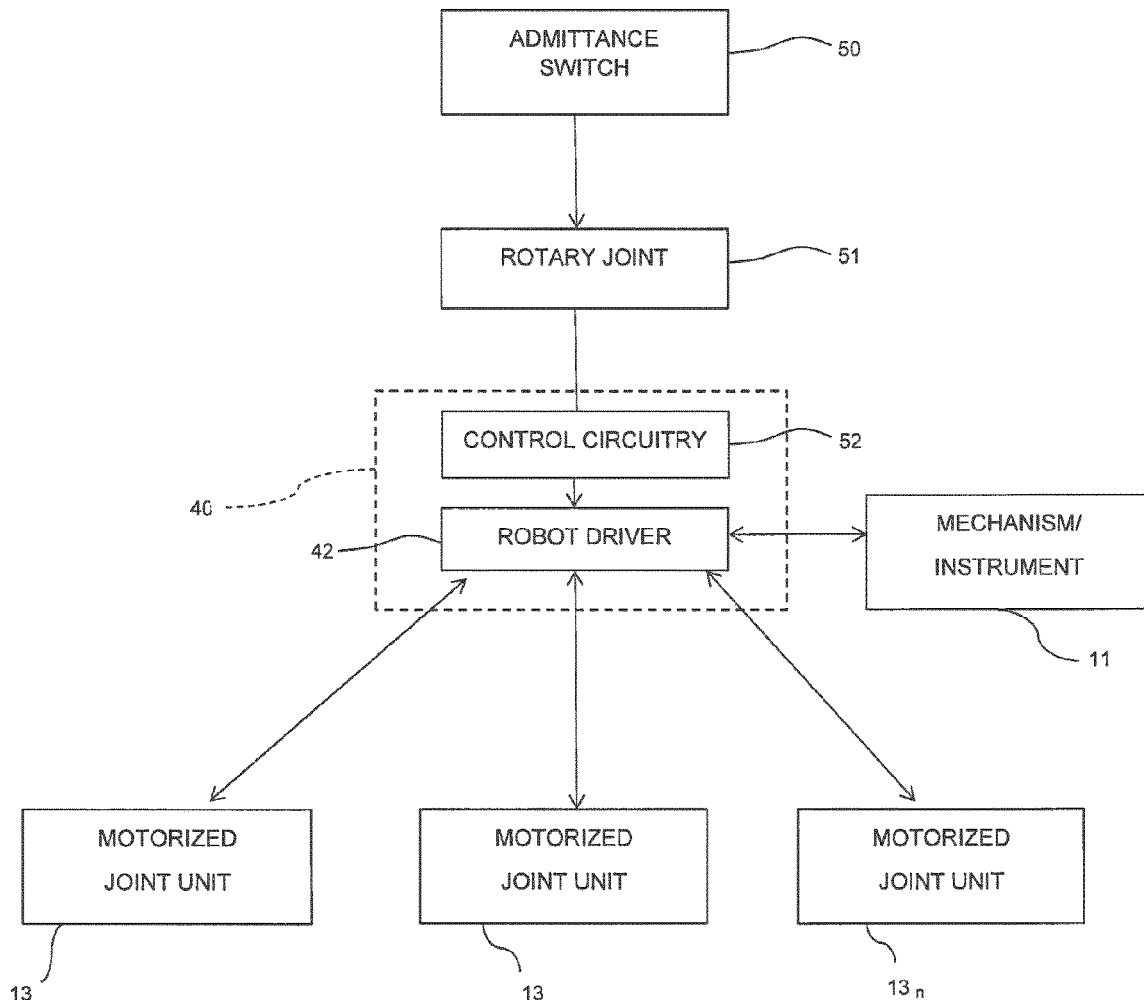 ADMITTANCE
SWITCH
50
ROTARY JOINT
51
CONTROL CIRCUITRY
52
40
42
ROBOT DRIVER
MECHANISM/
INSTRUMENT
11
MOTORIZED
JOINT UNIT
MOTORIZED
JOINT UNIT
MOTORIZED
JOINT UNIT
13
13
13 n